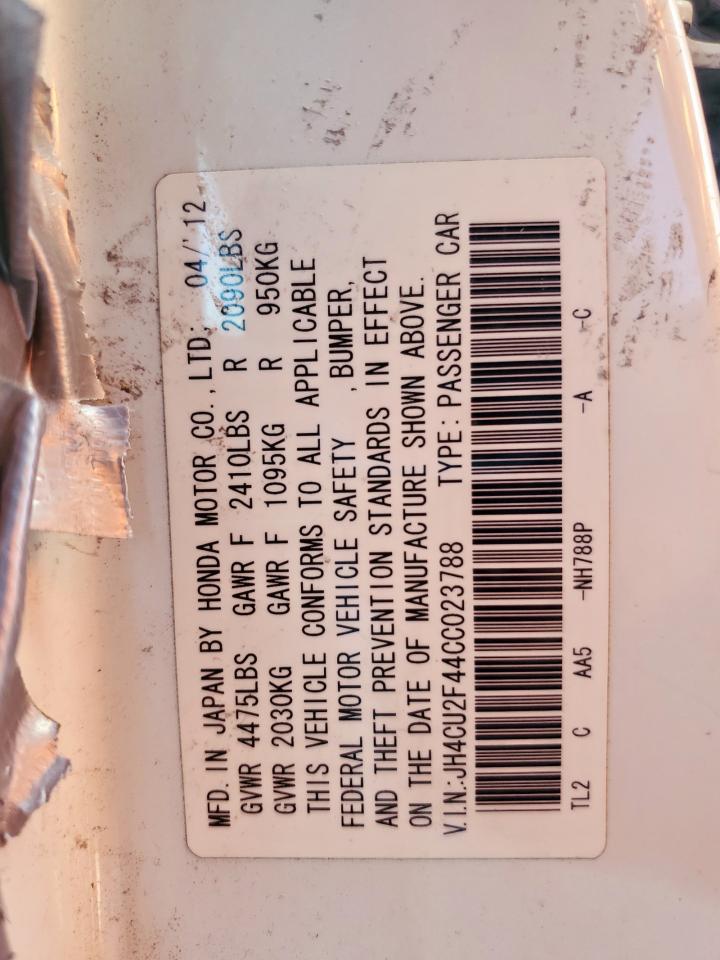 MFD. IN JAPAN BY HONDA MOTOR CO., LTD; 04/'12
GVWR 4475LBS GAWR F 2410LBS R 2090LBS
GVWR 2030KG GAWR F 1095KG R 950KG
THIS VEHICLE CONFORMS TO ALL APPLICABLE
FEDERAL MOTOR VEHICLE SAFETY , BUMPER,
AND THEFT PREVENTION STANDARDS IN EFFECT
ON THE DATE OF MANUFACTURE SHOWN ABOVE.
V.I.N.:JH4CU2F44CC023788 TYPE: PASSENGER CAR
TL2 C AA5 -NH788P -A -C